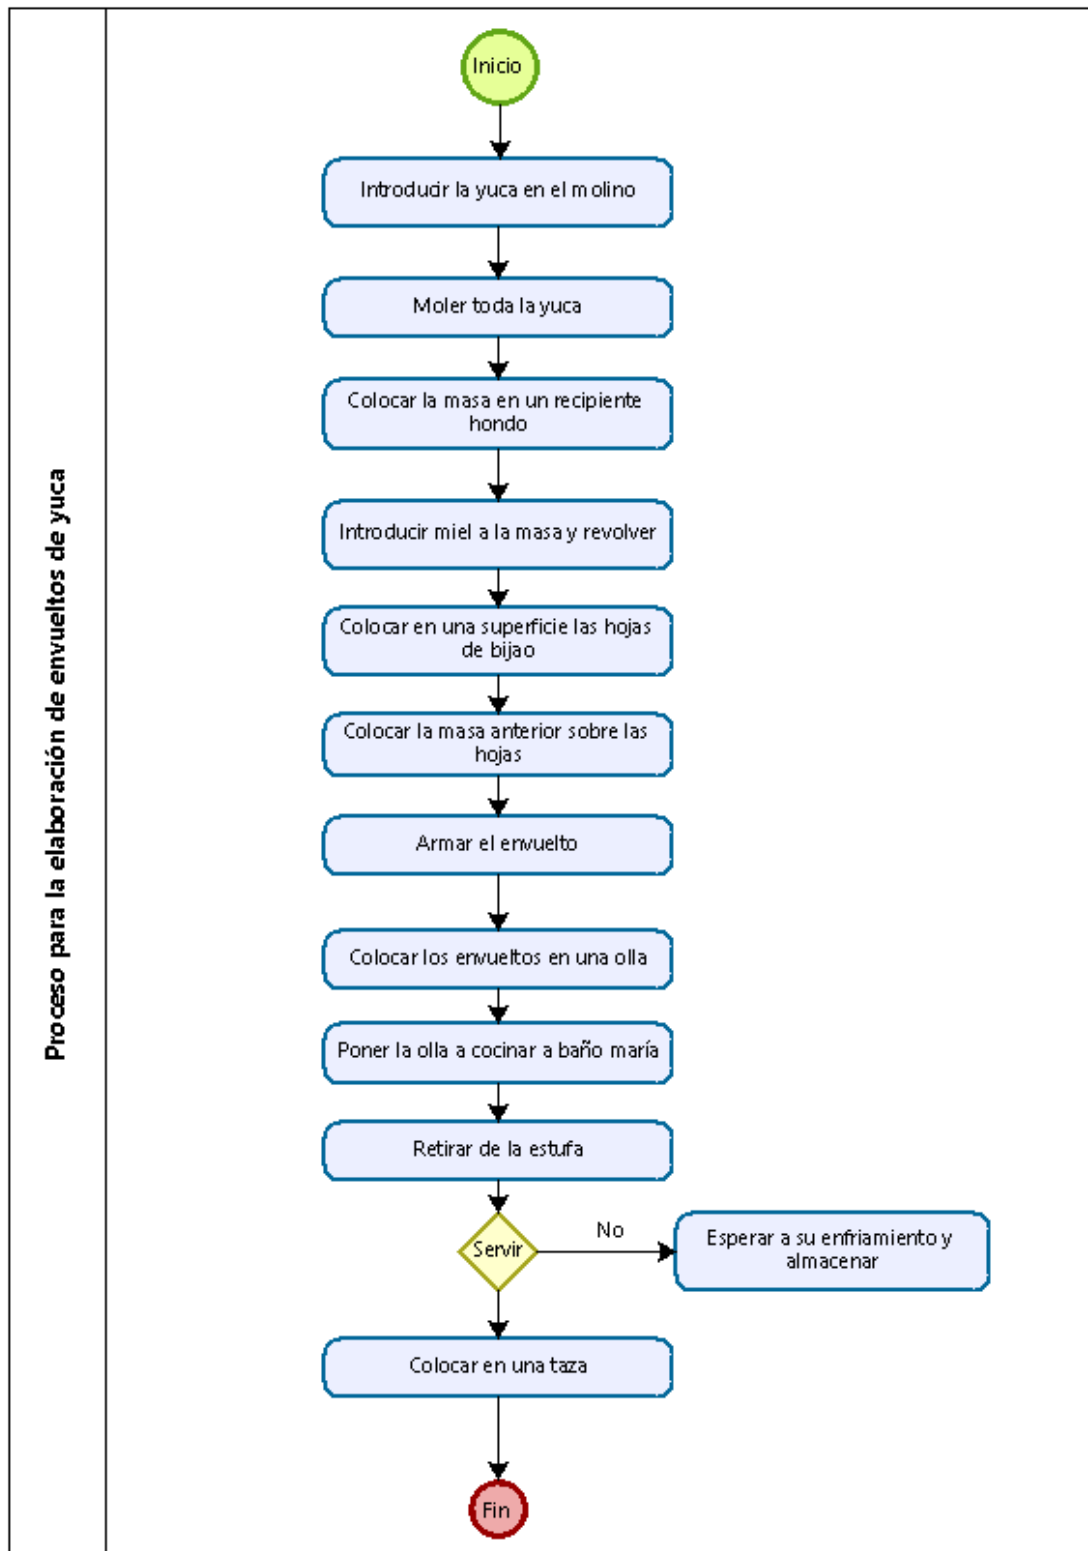 Proceso para la elaboración de envueltos de yuca
Inicio
Introducir la yuca en el molino
Moler toda la yuca
Colocar la masa en un recipiente
hondo
Introducir miel a la masa y revolver
Colocar en una superficie las hojas
de bijao
Colocar la masa anterior sobre las
hojas
Armar el envuelto
Colocar los envueltos en una olla
Poner la olla a cocinar a baño maría
Retirar de la estufa
Servir
No
Esperar a su enfriamiento y
almacenar
Colocar en una taza
Fin